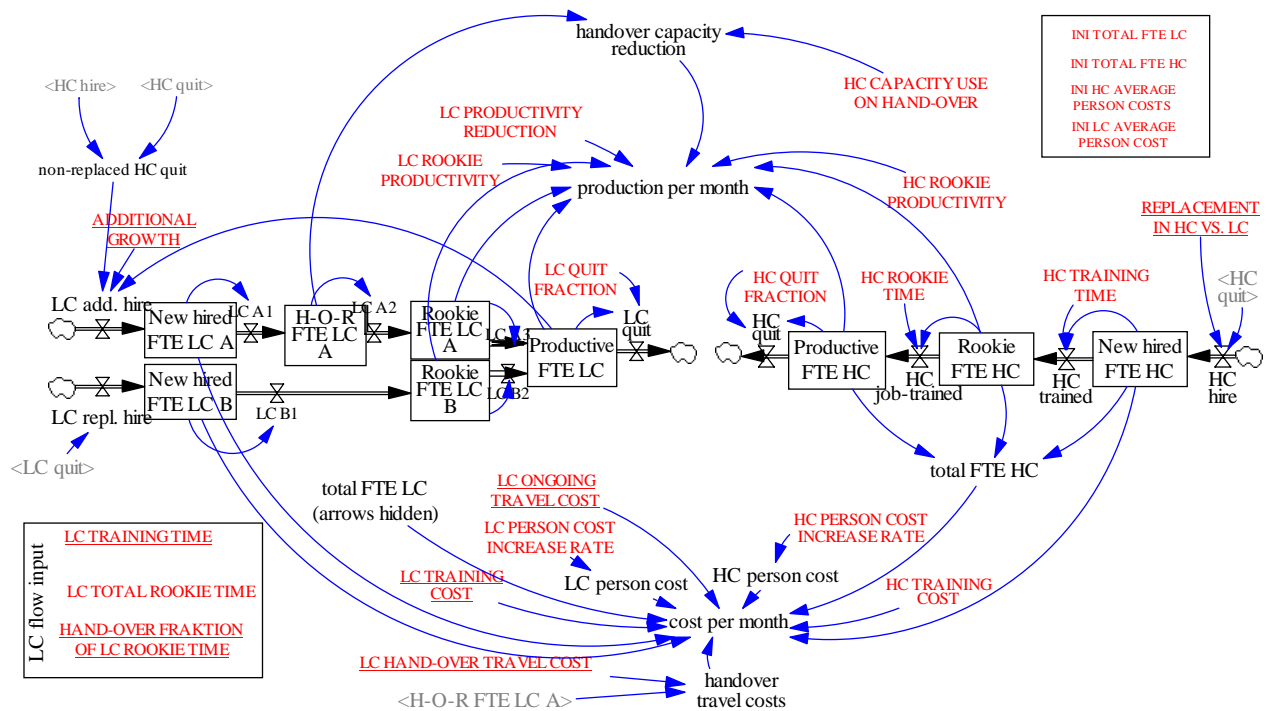 handover capacity
reduction
INI TOTAL FTE LC
INI TOTAL FTE HC
INI HC AVERAGE
PERSON COSTS
INI LC AVERAGE
PERSON COST
<HC hire>
<HC quit>
HC CAPACITY USE
ON HAND-OVER
LC PRODUCTIVITY
REDUCTION
non-replaced HC quit
LC ROOKIE
PRODUCTIVITY
production per month
HC ROOKIE
PRODUCTIVITY
ADDITIONAL
GROWTH
REPLACEMENT
IN HC VS. LC
LC QUIT
FRACTION
HC QUIT
FRACTION
HC ROOKIE
TIME
HC TRAINING
TIME
<HC
quit>
LC add. hire
New hired
FTE LC A
LC A1
H-O-R
FTE LC
A
LC A2
Rookie
FTE LC
A
LC A3
Productive
FTE LC
LC
quit
HC
quit
Productive
FTE HC
HC
job-trained
Rookie
FTE HC
HC
trained
New hired
FTE HC
HC
hire
LC repl. hire
New hired
FTE LC B
LC B1
Rookie
FTE LC
B
LC B2
<LC quit>
total FTE HC
total FTE LC
(arrows hidden)
LC ONGOING
TRAVEL COST
LC PERSON COST
INCREASE RATE
HC PERSON COST
INCREASE RATE
LC flow input
LC TRAINING TIME
LC TOTAL ROOKIE TIME
HAND-OVER FRAKTION
OF LC ROOKIE TIME
LC TRAINING
COST
LC person cost
HC person cost
HC TRAINING
COST
cost per month
LC HAND-OVER TRAVEL COST
<H-O-R FTE LC A>
handover
travel costs